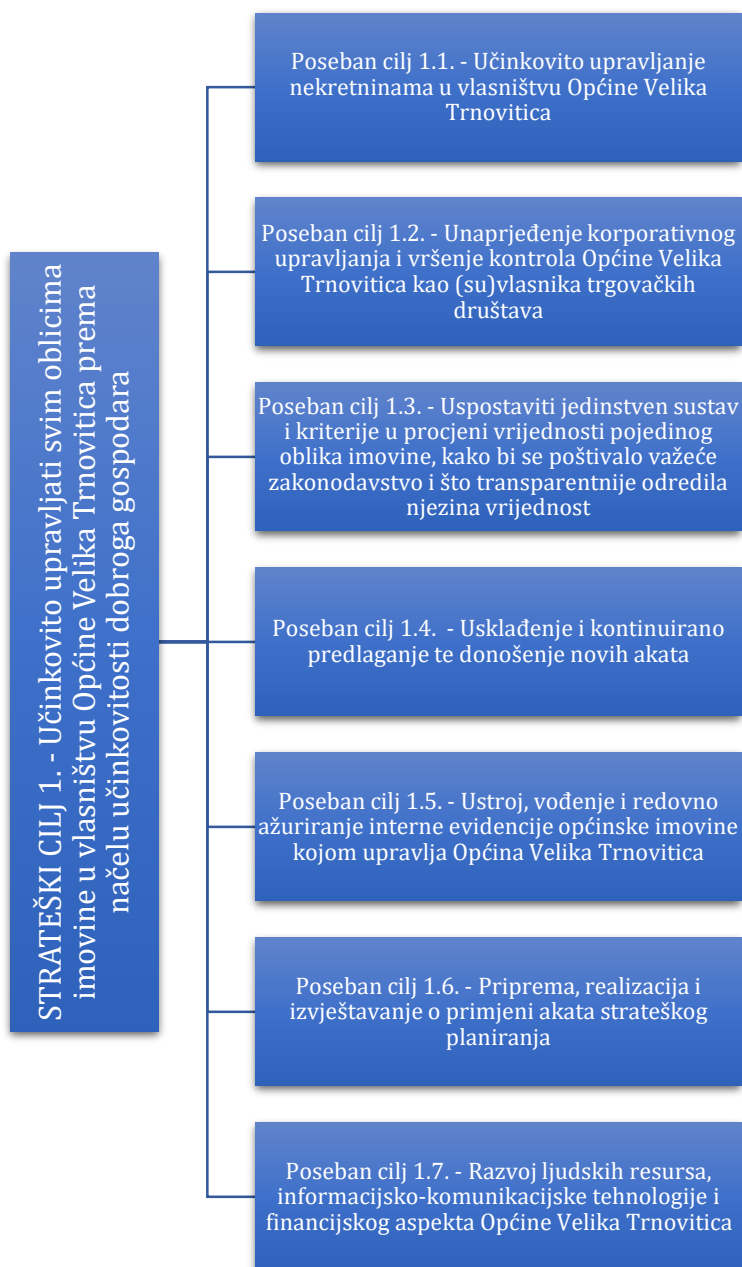 STRATEŠKI CILJ 1. - Učinkovito upravljati svim oblicima
imovine u vlasništvu Općine Velika Trnovitica prema
načelu učinkovitosti dobroga gospodara
Poseban cilj 1.1. - Učinkovito upravljanje
nekretninama u vlasništvu Općine Velika
Trnovitica
Poseban cilj 1.2. - Unaprjeđenje korporativnog
upravljanja i vršenje kontrola Općine Velika
Trnovitica kao (su)vlasnika trgovačkih
društava
Poseban cilj 1.3. - Uspostaviti jedinstven sustav
i kriterije u procjeni vrijednosti pojedinog
oblika imovine, kako bi se poštivalo važeće
zakonodavstvo i što transparentnije odredila
njezina vrijednost
Poseban cilj 1.4. - Usklađenje i kontinuirano
predlaganje te donošenje novih akata
Poseban cilj 1.5. - Ustroj, vođenje i redovno
ažuriranje interne evidencije općinske imovine
kojom upravlja Općina Velika Trnovitica
Poseban cilj 1.6. - Priprema, realizacija i
izvještavanje o primjeni akata strateškog
planiranja
Poseban cilj 1.7. - Razvoj ljudskih resursa,
informacijsko-komunikacijske tehnologije i
financijskog aspekta Općine Velika Trnovitica